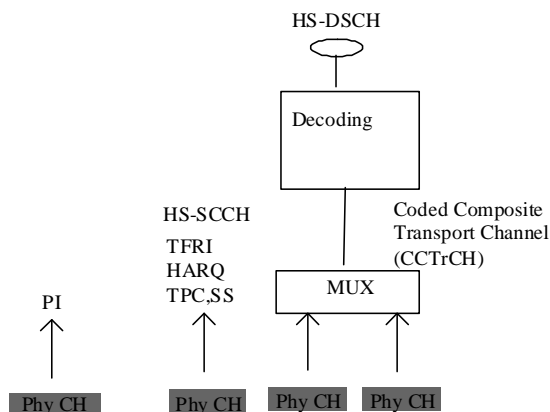 HS-DSCH
Decoding
HS-SCCH
TFRI
HARQ
TPC,SS
Coded Composite
Transport Channel
(CCTrCH)
MUX
PI
Phy CH
Phy CH
Phy CH
Phy CH